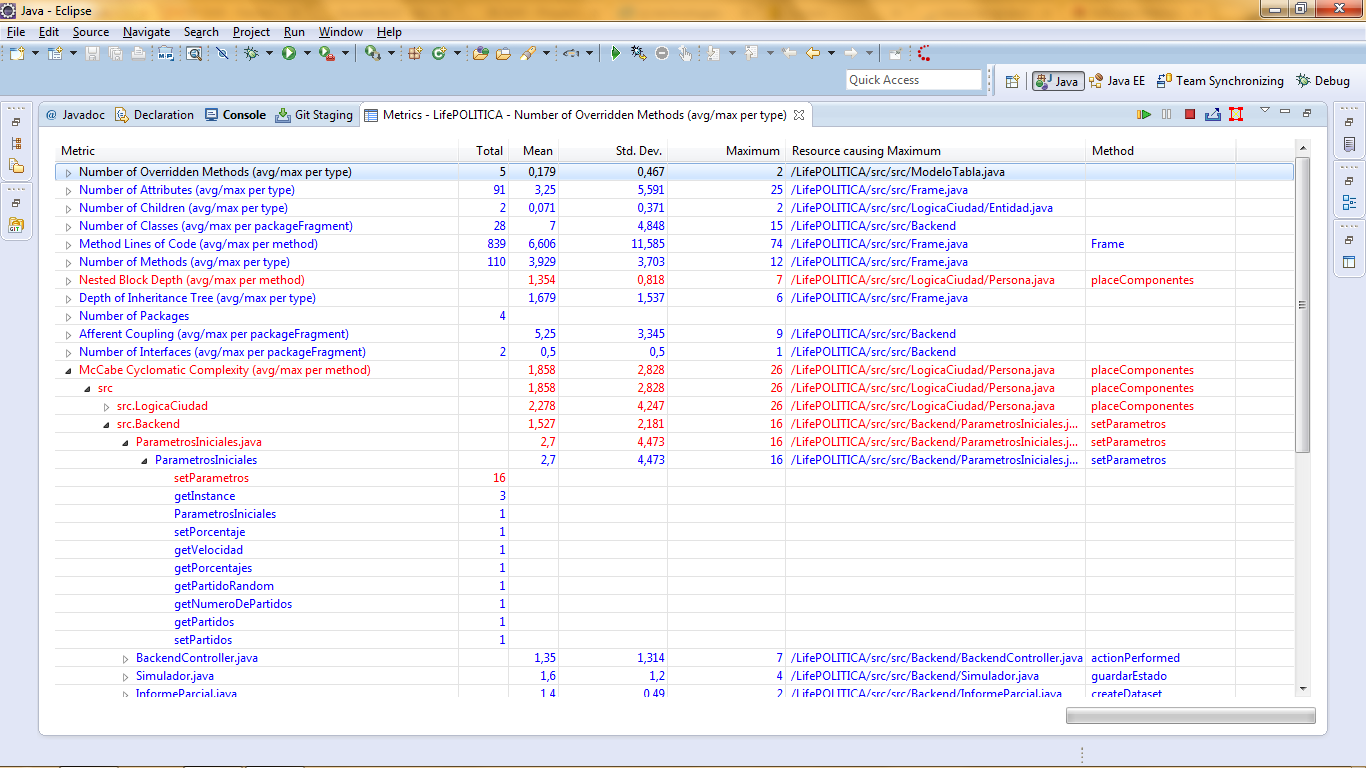 Java - Eclipse
File Edit Source Navigate Search Project Run Window Help
Quick Access Java Java EE Team Synchronizing Debug
@ Javadoc Declaration Console Git Staging Metrics - LifePOLITICA - Number of Overridden Methods (avg/max per type)
Metric Total Mean Std. Dev. Maximum Resource causing Maximum Method
Number of Overridden Methods (avg/max per type) 5 0,179 0,467 2 /LifePOLITICA/src/src/ModeloTabla.java
Number of Attributes (avg/max per type) 91 3,25 5,591 25 /LifePOLITICA/src/src/Frame.java
Number of Children (avg/max per type) 2 0,071 0,371 2 /LifePOLITICA/src/src/LogicaCiudad/Entidad.java
Number of Classes (avg/max per packageFragment) 28 7 4,848 15 /LifePOLITICA/src/src/Backend
Method Lines of Code (avg/max per method) 839 6,606 11,585 74 /LifePOLITICA/src/src/Frame.java Frame
Number of Methods (avg/max per type) 110 3,929 3,703 12 /LifePOLITICA/src/src/Frame.java
Nested Block Depth (avg/max per method) 1,354 0,818 7 /LifePOLITICA/src/src/LogicaCiudad/Persona.java placeComponentes
Depth of Inheritance Tree (avg/max per type) 1,679 1,537 6 /LifePOLITICA/src/src/Frame.java
Number of Packages 4
Afferent Coupling (avg/max per packageFragment) 5,25 3,345 9 /LifePOLITICA/src/src/Backend
Number of Interfaces (avg/max per packageFragment) 2 0,5 0,5 1 /LifePOLITICA/src/src/Backend
McCabe Cyclomatic Complexity (avg/max per method) 1,858 2,828 26 /LifePOLITICA/src/src/LogicaCiudad/Persona.java placeComponentes
src 1,858 2,828 26 /LifePOLITICA/src/src/LogicaCiudad/Persona.java placeComponentes
src.LogicaCiudad 2,278 4,247 26 /LifePOLITICA/src/src/LogicaCiudad/Persona.java placeComponentes
src.Backend 1,527 2,181 16 /LifePOLITICA/src/src/Backend/ParametrosIniciales.j... setParametros
ParametrosIniciales.java 2,7 4,473 16 /LifePOLITICA/src/src/Backend/ParametrosIniciales.j... setParametros
ParametrosIniciales 2,7 4,473 16 /LifePOLITICA/src/src/Backend/ParametrosIniciales.j... setParametros
setParametros 16
getInstance 3
ParametrosIniciales 1
setPorcentaje 1
getVelocidad 1
getPorcentajes 1
getPartidoRandom 1
getNumeroDePartidos 1
getPartidos 1
setPartidos 1
BackendController.java 1,35 1,314 7 /LifePOLITICA/src/src/Backend/BackendController.java actionPerformed
Simulador.java 1,6 1,2 4 /LifePOLITICA/src/src/Backend/Simulador.java guardarEstado
InformeParcial.java 1,4 0,49 2 /LifePOLITICA/src/src/Backend/InformeParcial.java createDataset